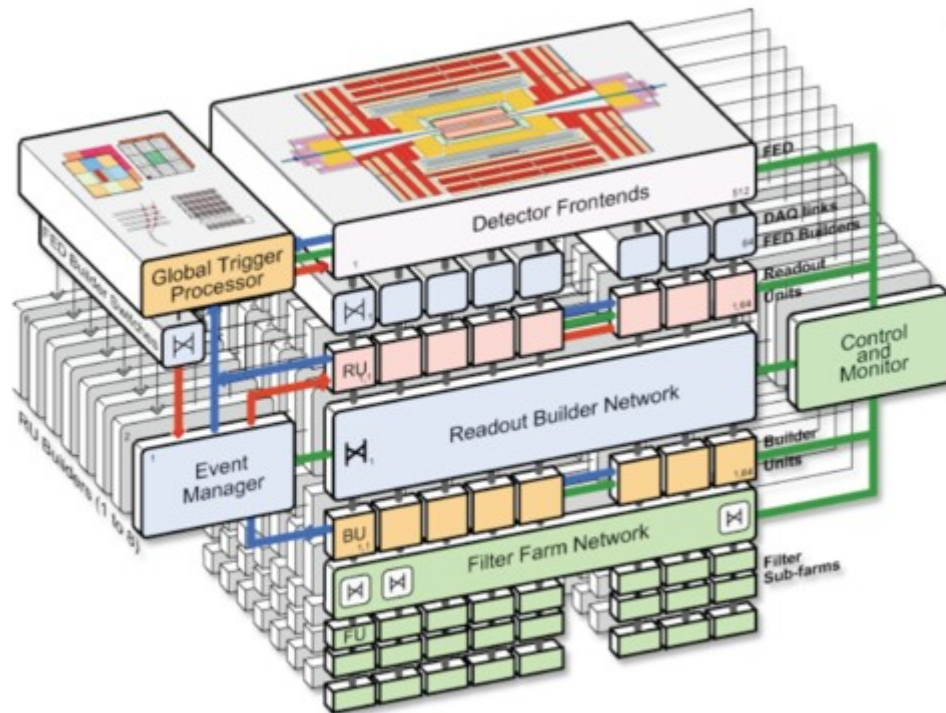 FED
512
Detector Frontends
1
DAQ links
FED Builders
64
Global Trigger
Processor
FED Builder Switches
Readout
Units
1,64
1
RU
1,1
Control
and
Monitor
Readout Builder Network
1
RU Builders (1 to 8)
2
1
Event
Manager
Builder
Units
1,64
BU
1,1
Filter Farm Network
Filter
Sub-farms
FU